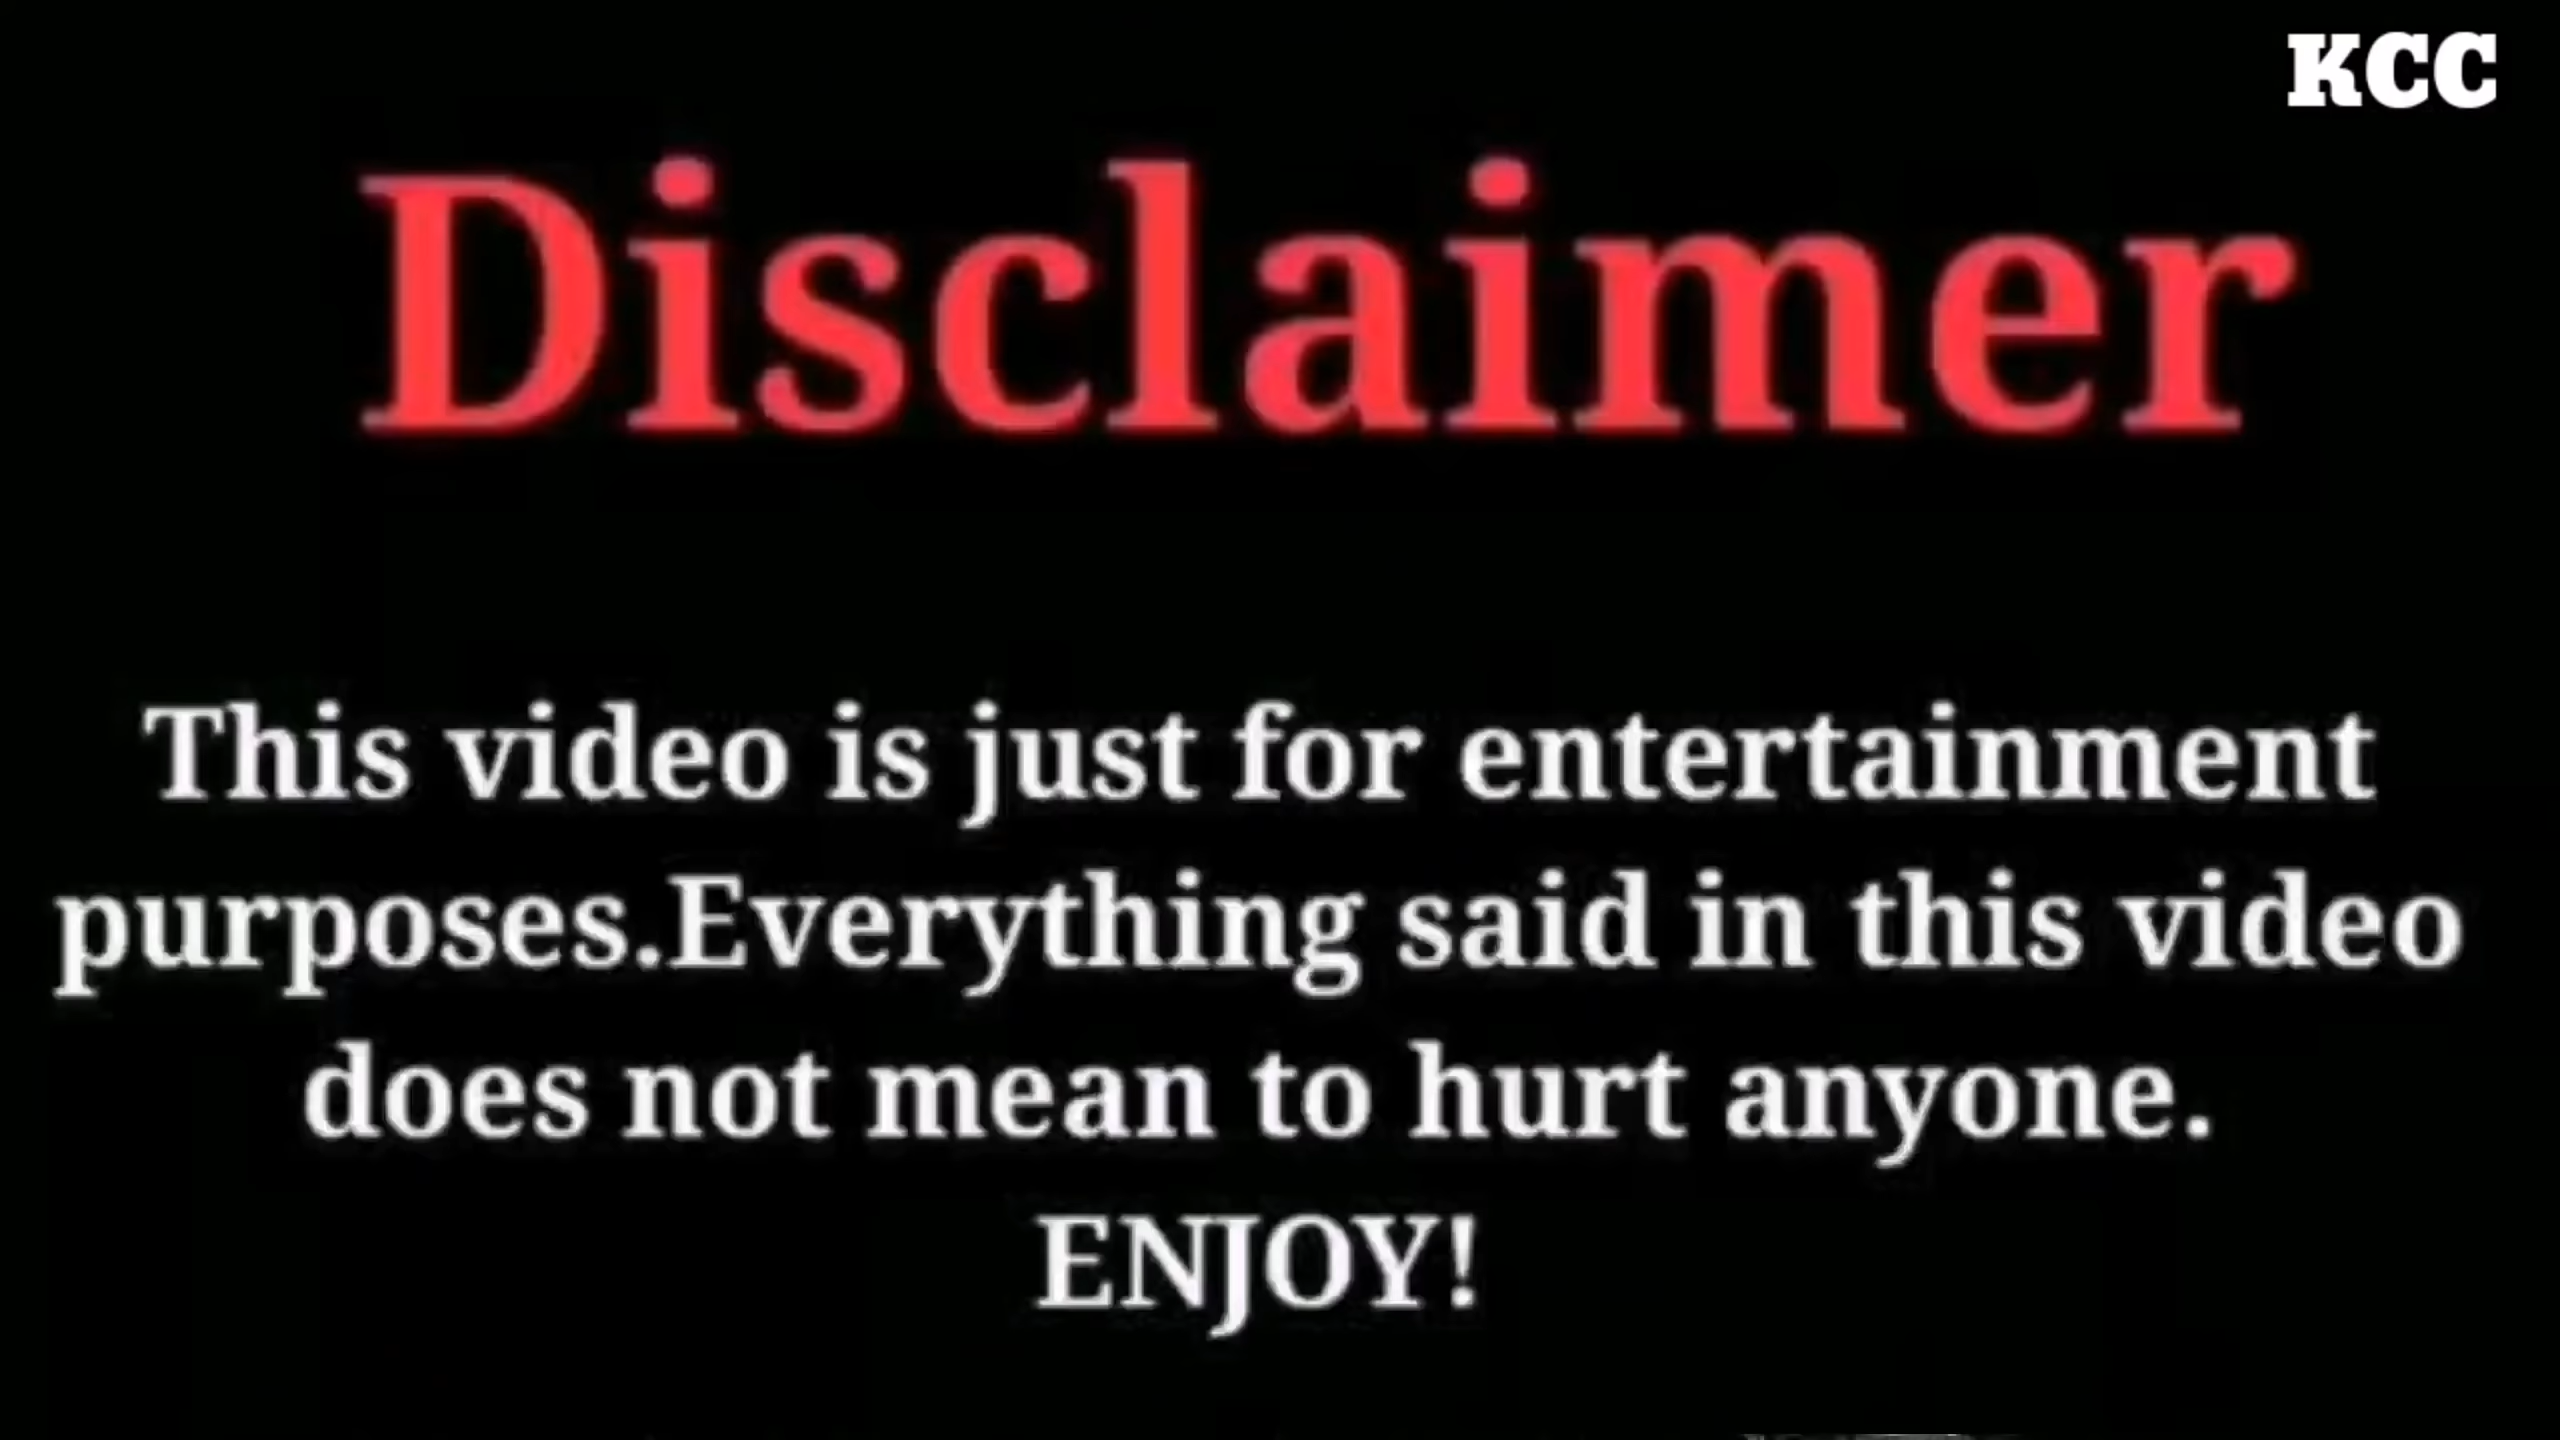 KCC
Disclaimer
This video is just for entertainment
purposes.Everything said in this video
does not mean to hurt anyone.
ENJOY!